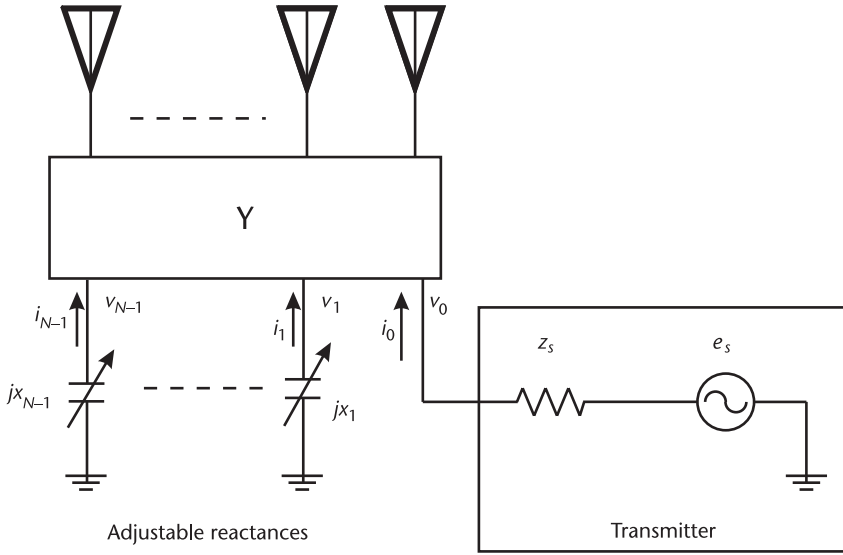 Y
i_{N–1}
v_{N–1}
i_1
v_1
i_0
v_0
z_s
e_s
jx_{N–1}
jx_1
Adjustable reactances
Transmitter